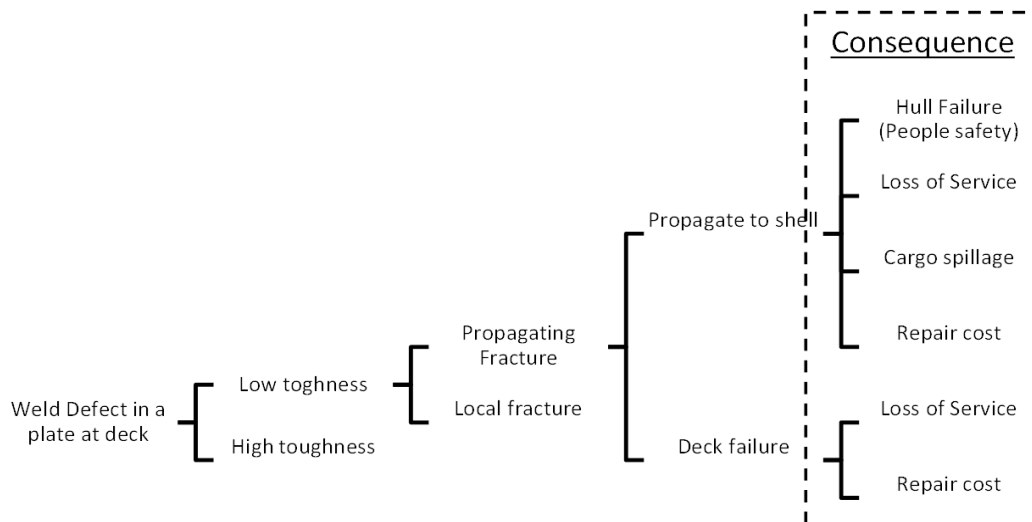 Consequence
Hull Failure
(People safety)
Loss of Service
Propagate to shell
Cargo spillage
Repair cost
Propagating
Fracture
Low toghness
Local fracture
Weld Defect in a
plate at deck
High toughness
Deck failure
Loss of Service
Repair cost